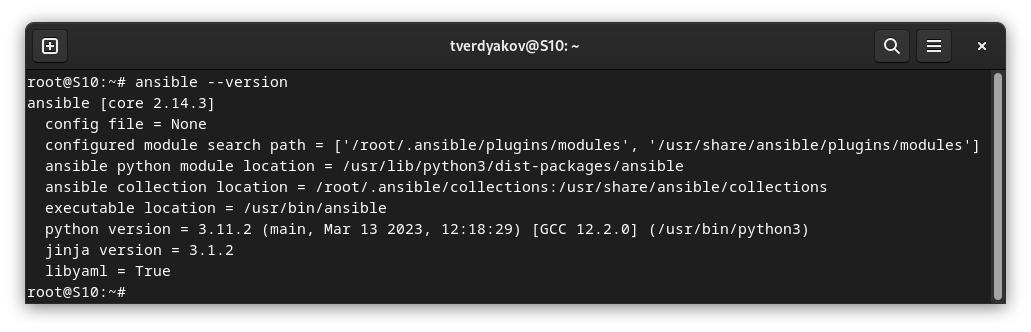 tverdyakov@S10: ~
root@S10:~# ansible --version
ansible [core 2.14.3]
  config file = None
  configured module search path = ['/root/.ansible/plugins/modules', '/usr/share/ansible/plugins/modules']
  ansible python module location = /usr/lib/python3/dist-packages/ansible
  ansible collection location = /root/.ansible/collections:/usr/share/ansible/collections
  executable location = /usr/bin/ansible
  python version = 3.11.2 (main, Mar 13 2023, 12:18:29) [GCC 12.2.0] (/usr/bin/python3)
  jinja version = 3.1.2
  libyaml = True
root@S10:~#